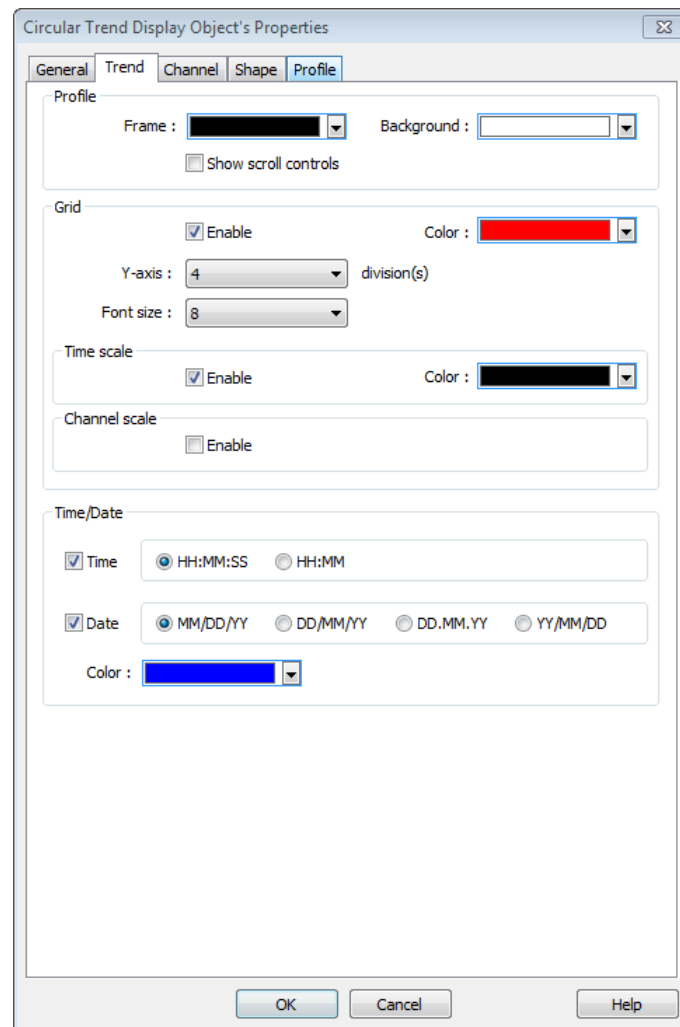 Circular Trend Display Object's Properties
General Trend Channel Shape Profile
Profile
Frame : Background :
Show scroll controls
Grid
Enable Color :
Y-axis : 4 division(s)
Font size : 8
Time scale
Enable Color :
Channel scale
Enable
Time/Date
Time HH:MM:SS HH:MM
Date MM/DD/YY DD/MM/YY DD.MM.YY YY/MM/DD
Color :
OK Cancel Help